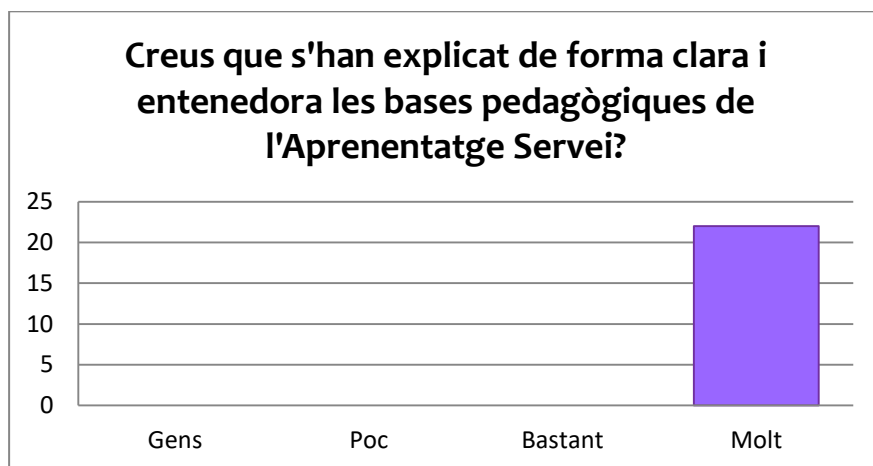 Creus que s'han explicat de forma clara i
entenedora les bases pedagògiques de
l'Aprenentatge Servei?
25
20
15
10
5
0
Gens Poc Bastant Molt